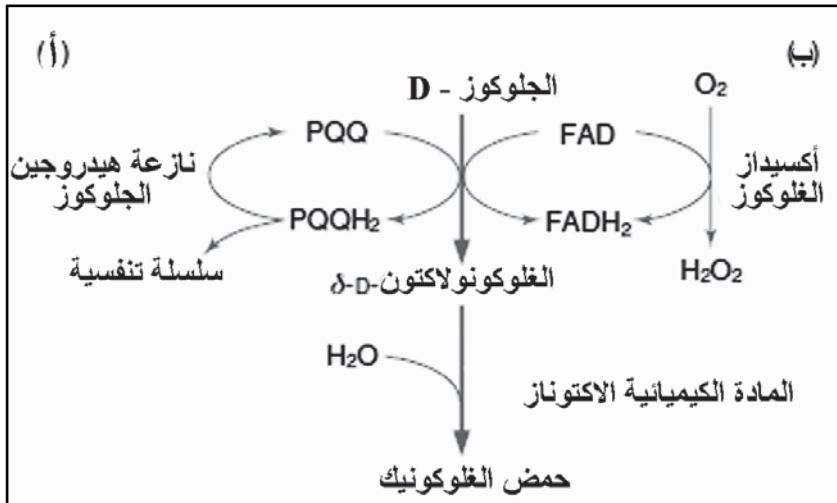 (أ)
(ب)
الجلوكوز - D
O₂
PQQ
FAD
نازعة هيدروجين
الجلوكوز
أكسيداز
الغلوكوز
PQQH₂
FADH₂
سلسلة تنفسية
الغلوكونولاكتون-δ-D
H₂O₂
H₂O
المادة الكيميائية الاكتوناز
حمض الغلوكونيك